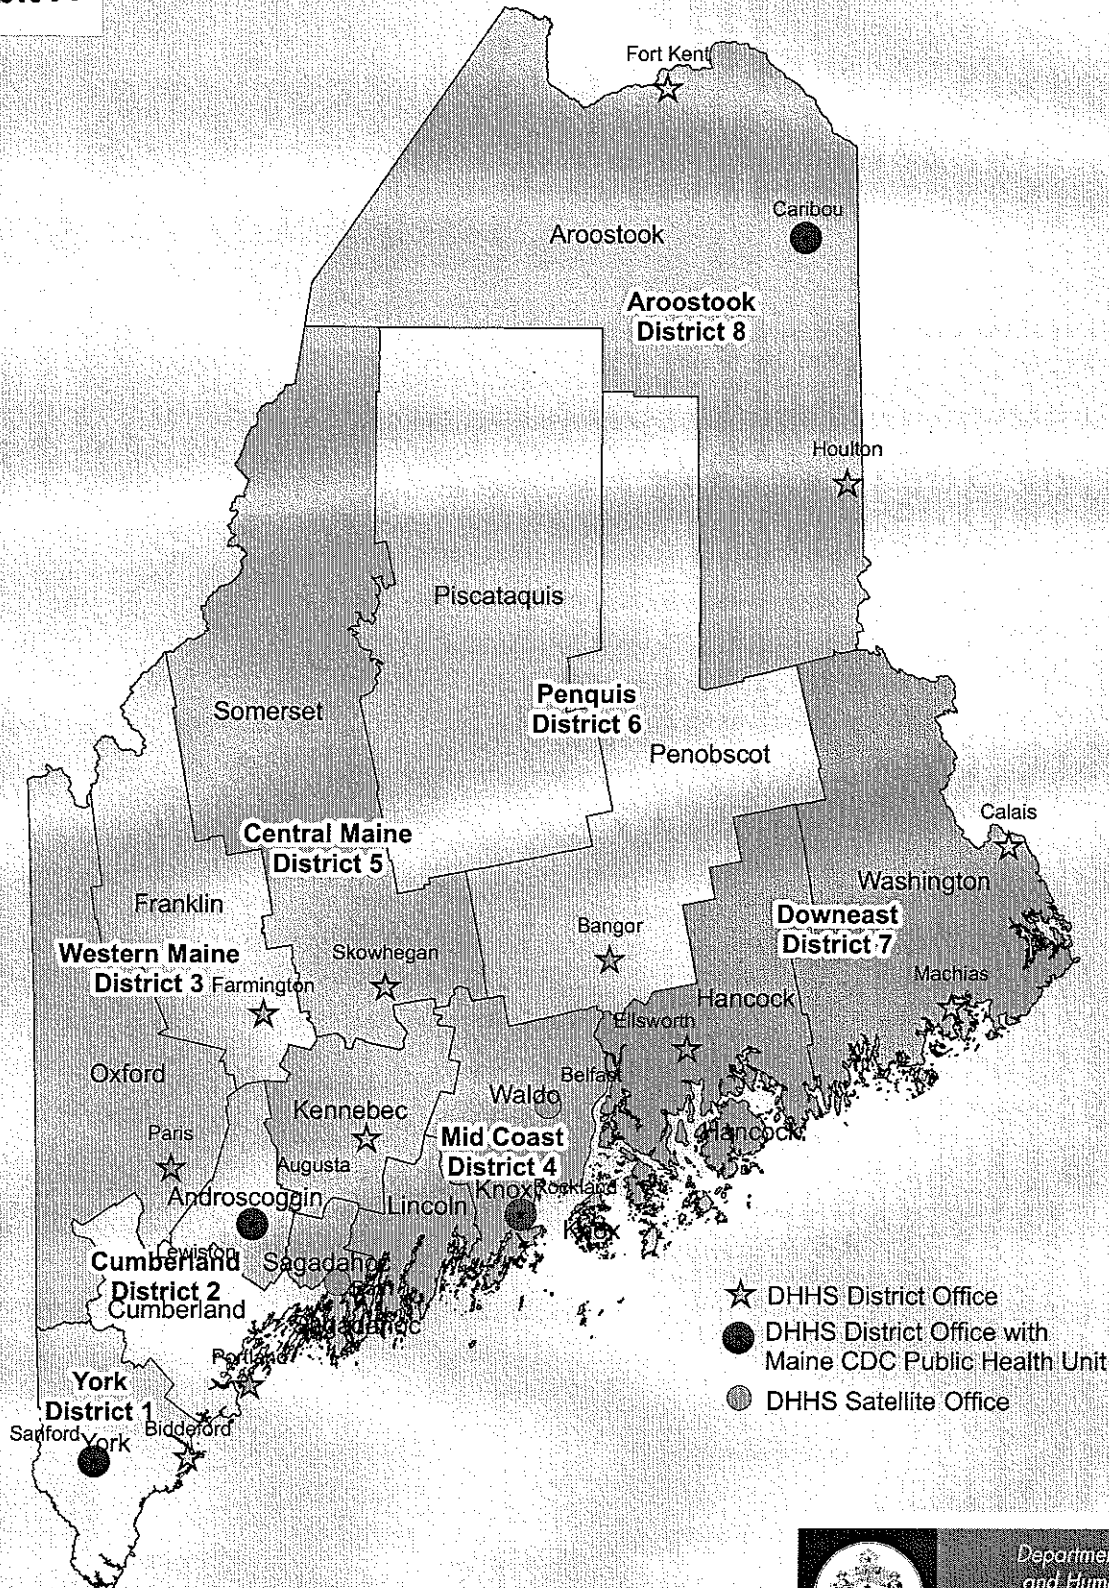 Fort Kent
Caribou
Aroostook
Aroostook
District 8
Houlton
Piscataquis
Penquis
District 6
Somerset
Penobscot
Calais
Central Maine
District 5
Washington
Franklin
Downeast
District 7
Bangor
Skowhegan
Western Maine
District 3
Farmington
Machias
Hancock
Ellsworth
Oxford
Belfast
Waldo
Kennebec
Paris
Mid Coast
District 4
Hancock
Augusta
Androscoggin
Knox
Rockland
Lincoln
Knox
Lewiston
Cumberland
District 2
Sagadahoc
Cumberland
Sagadahoc
DHHS District Office
DHHS District Office with
Maine CDC Public Health Unit
DHHS Satellite Office
Portland
York
District 1
Sanford
York
Biddeford